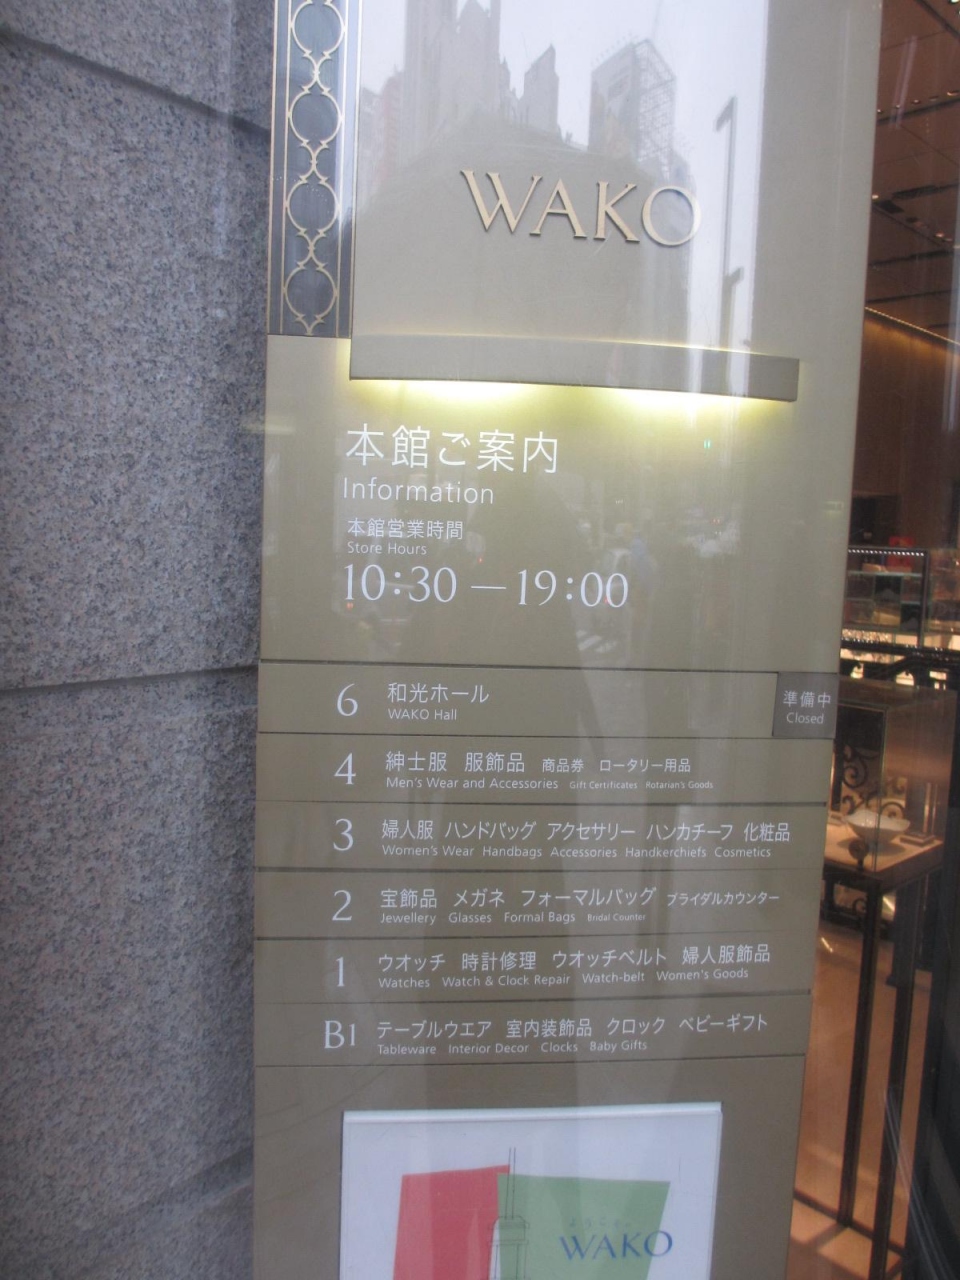 WAKO
本館ご案内
Information
本館営業時間
Store Hours
10:30 — 19:00
6 和光ホール
WAKO Hall
準備中
Closed
4 紳士服 服飾品 商品券 ロータリー用品
Men's Wear and Accessories Gift Certificates Rotarian's Goods
3 婦人服 ハンドバッグ アクセサリー ハンカチーフ 化粧品
Women's Wear Handbags Accessories Handkerchiefs Cosmetics
2 宝飾品 メガネ フォーマルバッグ ブライダルカウンター
Jewellery Glasses Formal Bags Bridal Counter
1 ウオッチ 時計修理 ウオッチベルト 婦人服飾品
Watches Watch & Clock Repair Watch-belt Women's Goods
B1 テーブルウエア 室内装飾品 クロック ベビーギフト
Tableware Interior Decor Clocks Baby Gifts
ようこそ。
WAKO